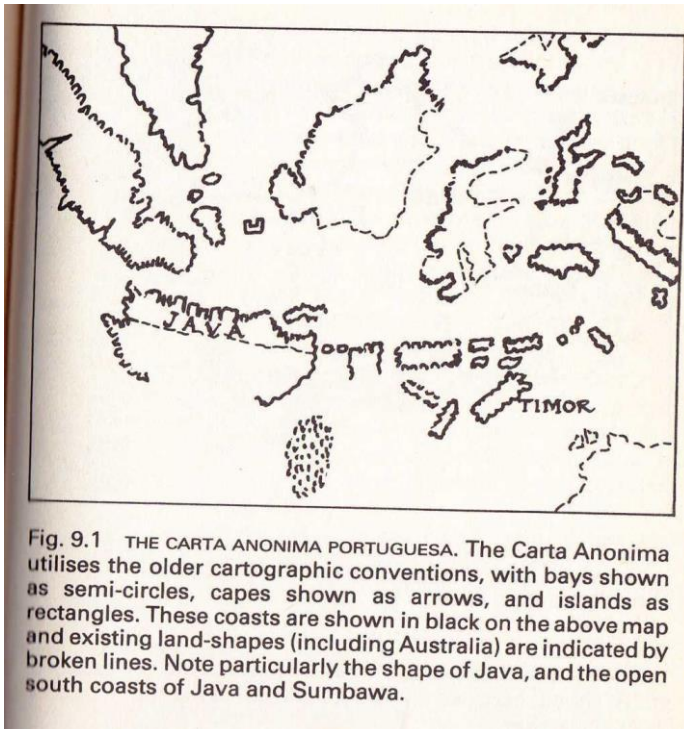 JAVA
TIMOR
Fig. 9.1 THE CARTA ANONIMA PORTUGUESA. The Carta Anonima
utilises the older cartographic conventions, with bays shown
as semi-circles, capes shown as arrows, and islands as
rectangles. These coasts are shown in black on the above map
and existing land-shapes (including Australia) are indicated by
broken lines. Note particularly the shape of Java, and the open
south coasts of Java and Sumbawa.